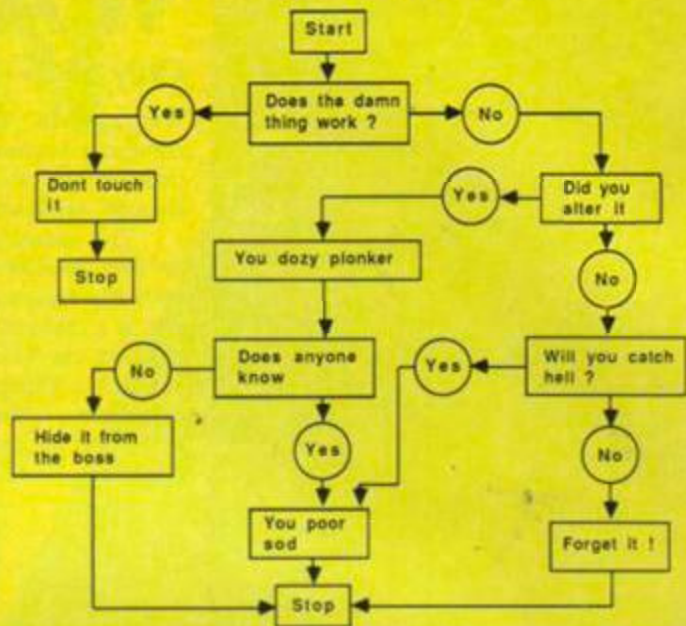 Start
Does the damn
thing work ?
Yes
No
Dont touch
it
Yes
Did you
alter it
Stop
You dozy plonker
No
No
Does anyone
know
Yes
Will you catch
hell ?
Hide it from
the boss
Yes
No
You poor
sod
Forget it !
Stop